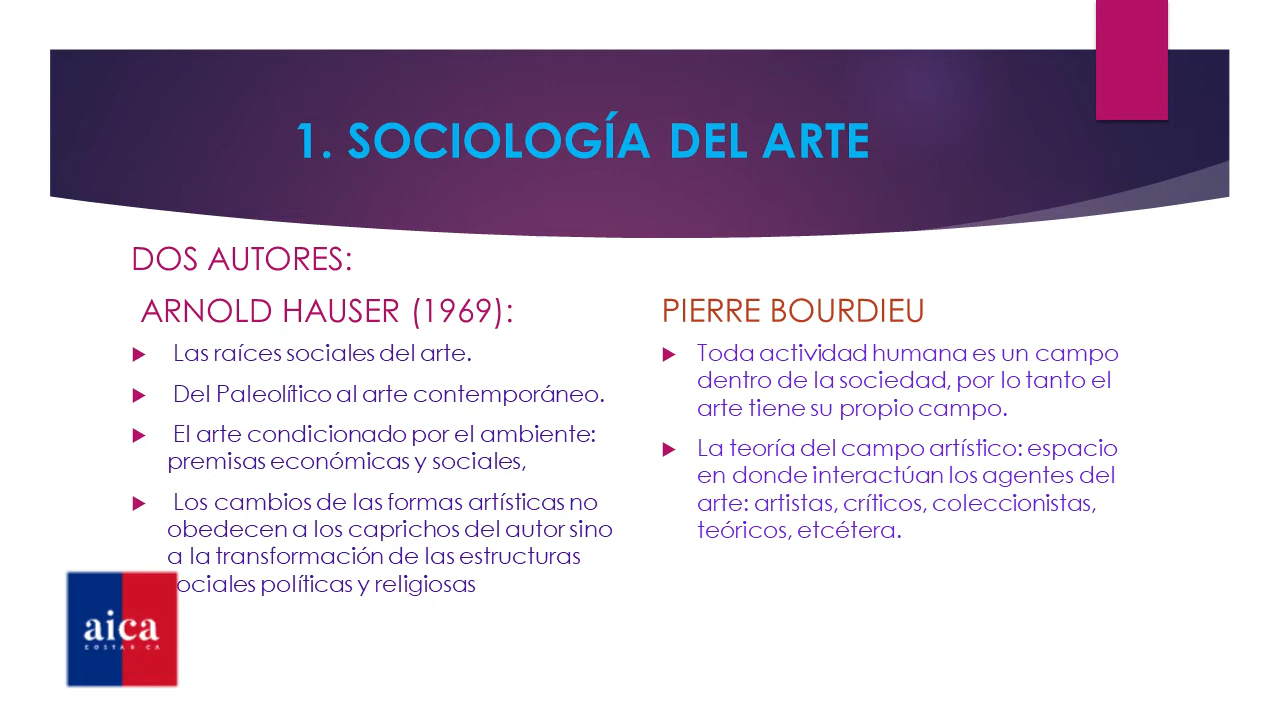 1. SOCIOLOGÍA DEL ARTE
DOS AUTORES:
ARNOLD HAUSER (1969):
Las raíces sociales del arte.
Del Paleolítico al arte contemporáneo.
El arte condicionado por el ambiente:
premisas económicas y sociales,
Los cambios de las formas artísticas no
obedecen a los caprichos del autor sino
a la transformación de las estructuras
ociales políticas y religiosas
PIERRE BOURDIEU
Toda actividad humana es un campo
dentro de la sociedad, por lo tanto el
arte tiene su propio campo.
La teoría del campo artístico: espacio
en donde interactúan los agentes del
arte: artistas, críticos, coleccionistas,
teóricos, etcétera.
aica
COSTARICA